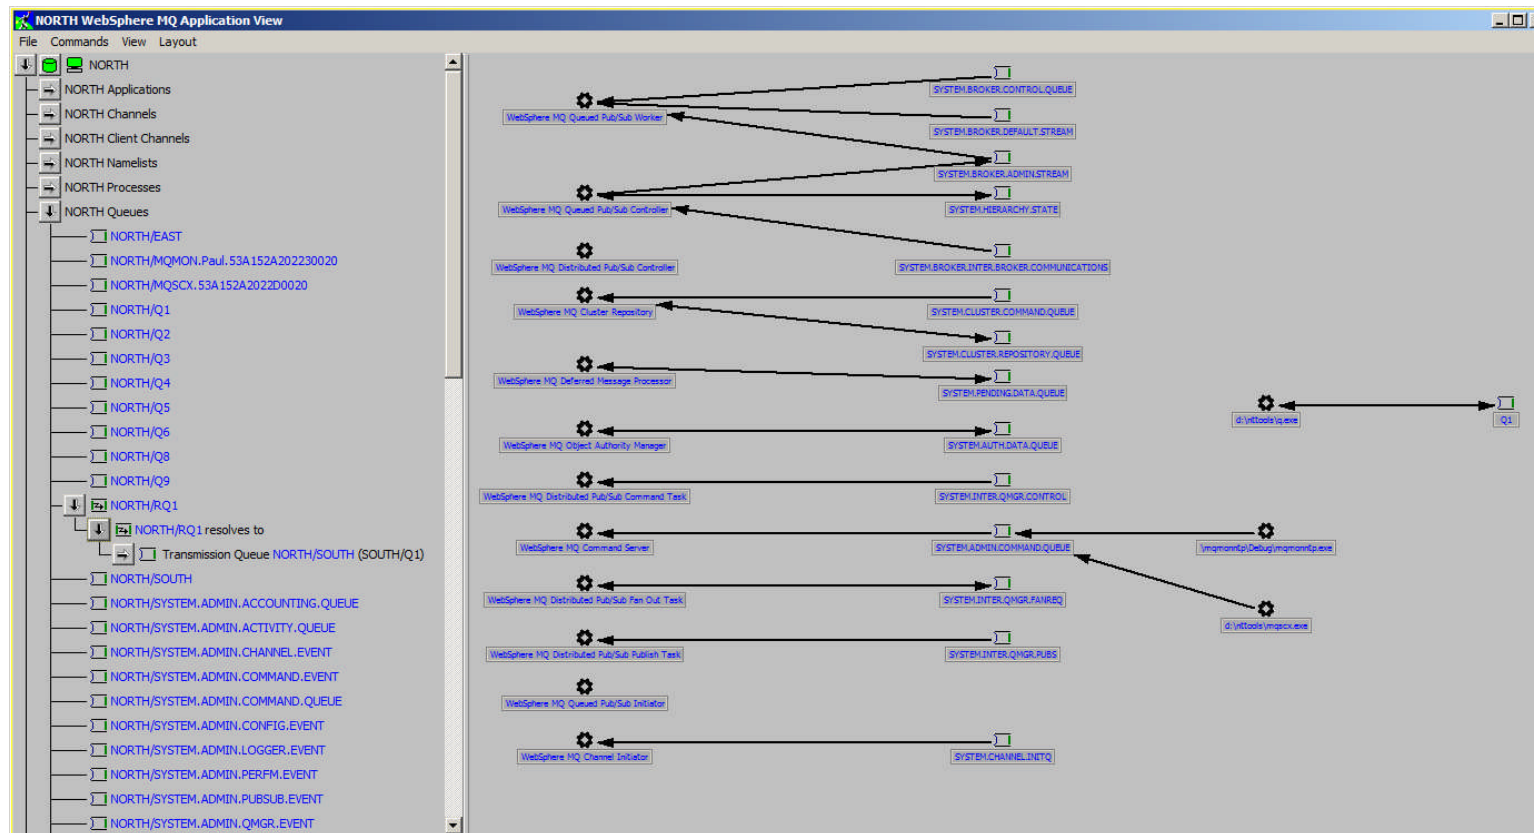 NORTH WebSphere MQ Application View
File Commands View Layout
NORTH
NORTH Applications
NORTH Channels
NORTH Client Channels
NORTH Namelists
NORTH Processes
NORTH Queues
NORTH/EAST
NORTH/MQMON.Paul.53A152A202230020
NORTH/MQSCX.53A152A2022D0020
NORTH/Q1
NORTH/Q2
NORTH/Q3
NORTH/Q4
NORTH/Q5
NORTH/Q6
NORTH/Q8
NORTH/Q9
NORTH/RQ1
NORTH/RQ1 resolves to
Transmission Queue NORTH/SOUTH (SOUTH/Q1)
NORTH/SOUTH
NORTH/SYSTEM.ADMIN.ACCOUNTING.QUEUE
NORTH/SYSTEM.ADMIN.ACTIVITY.QUEUE
NORTH/SYSTEM.ADMIN.CHANNEL.EVENT
NORTH/SYSTEM.ADMIN.COMMAND.EVENT
NORTH/SYSTEM.ADMIN.COMMAND.QUEUE
NORTH/SYSTEM.ADMIN.CONFIG.EVENT
NORTH/SYSTEM.ADMIN.LOGGER.EVENT
NORTH/SYSTEM.ADMIN.PERFM.EVENT
NORTH/SYSTEM.ADMIN.PUBSUB.EVENT
NORTH/SYSTEM.ADMIN.QMGR.EVENT
SYSTEM.BROKER.CONTROL.QUEUE
WebSphere MQ Queued Pub/Sub Worker
SYSTEM.BROKER.DEFAULT.STREAM
SYSTEM.BROKER.ADMIN.STREAM
WebSphere MQ Queued Pub/Sub Controller
SYSTEM.HIERARCHY.STATE
WebSphere MQ Distributed Pub/Sub Controller
SYSTEM.BROKER.INTER.BROKER.COMMUNICATIONS
WebSphere MQ Cluster Repository
SYSTEM.CLUSTER.COMMAND.QUEUE
SYSTEM.CLUSTER.REPOSITORY.QUEUE
WebSphere MQ Deferred Message Processor
SYSTEM.PENDING.DATA.QUEUE
d:\nttools\q.exe
Q1
WebSphere MQ Object Authority Manager
SYSTEM.AUTH.DATA.QUEUE
WebSphere MQ Distributed Pub/Sub Command Task
SYSTEM.INTER.QMGR.CONTROL
WebSphere MQ Command Server
SYSTEM.ADMIN.COMMAND.QUEUE
\mqmonntp\Debug\mqmonntp.exe
WebSphere MQ Distributed Pub/Sub Fan Out Task
SYSTEM.INTER.QMGR.FANREQ
d:\nttools\mqscx.exe
WebSphere MQ Distributed Pub/Sub Publish Task
SYSTEM.INTER.QMGR.PUBS
WebSphere MQ Queued Pub/Sub Initiator
WebSphere MQ Channel Initiator
SYSTEM.CHANNEL.INITQ